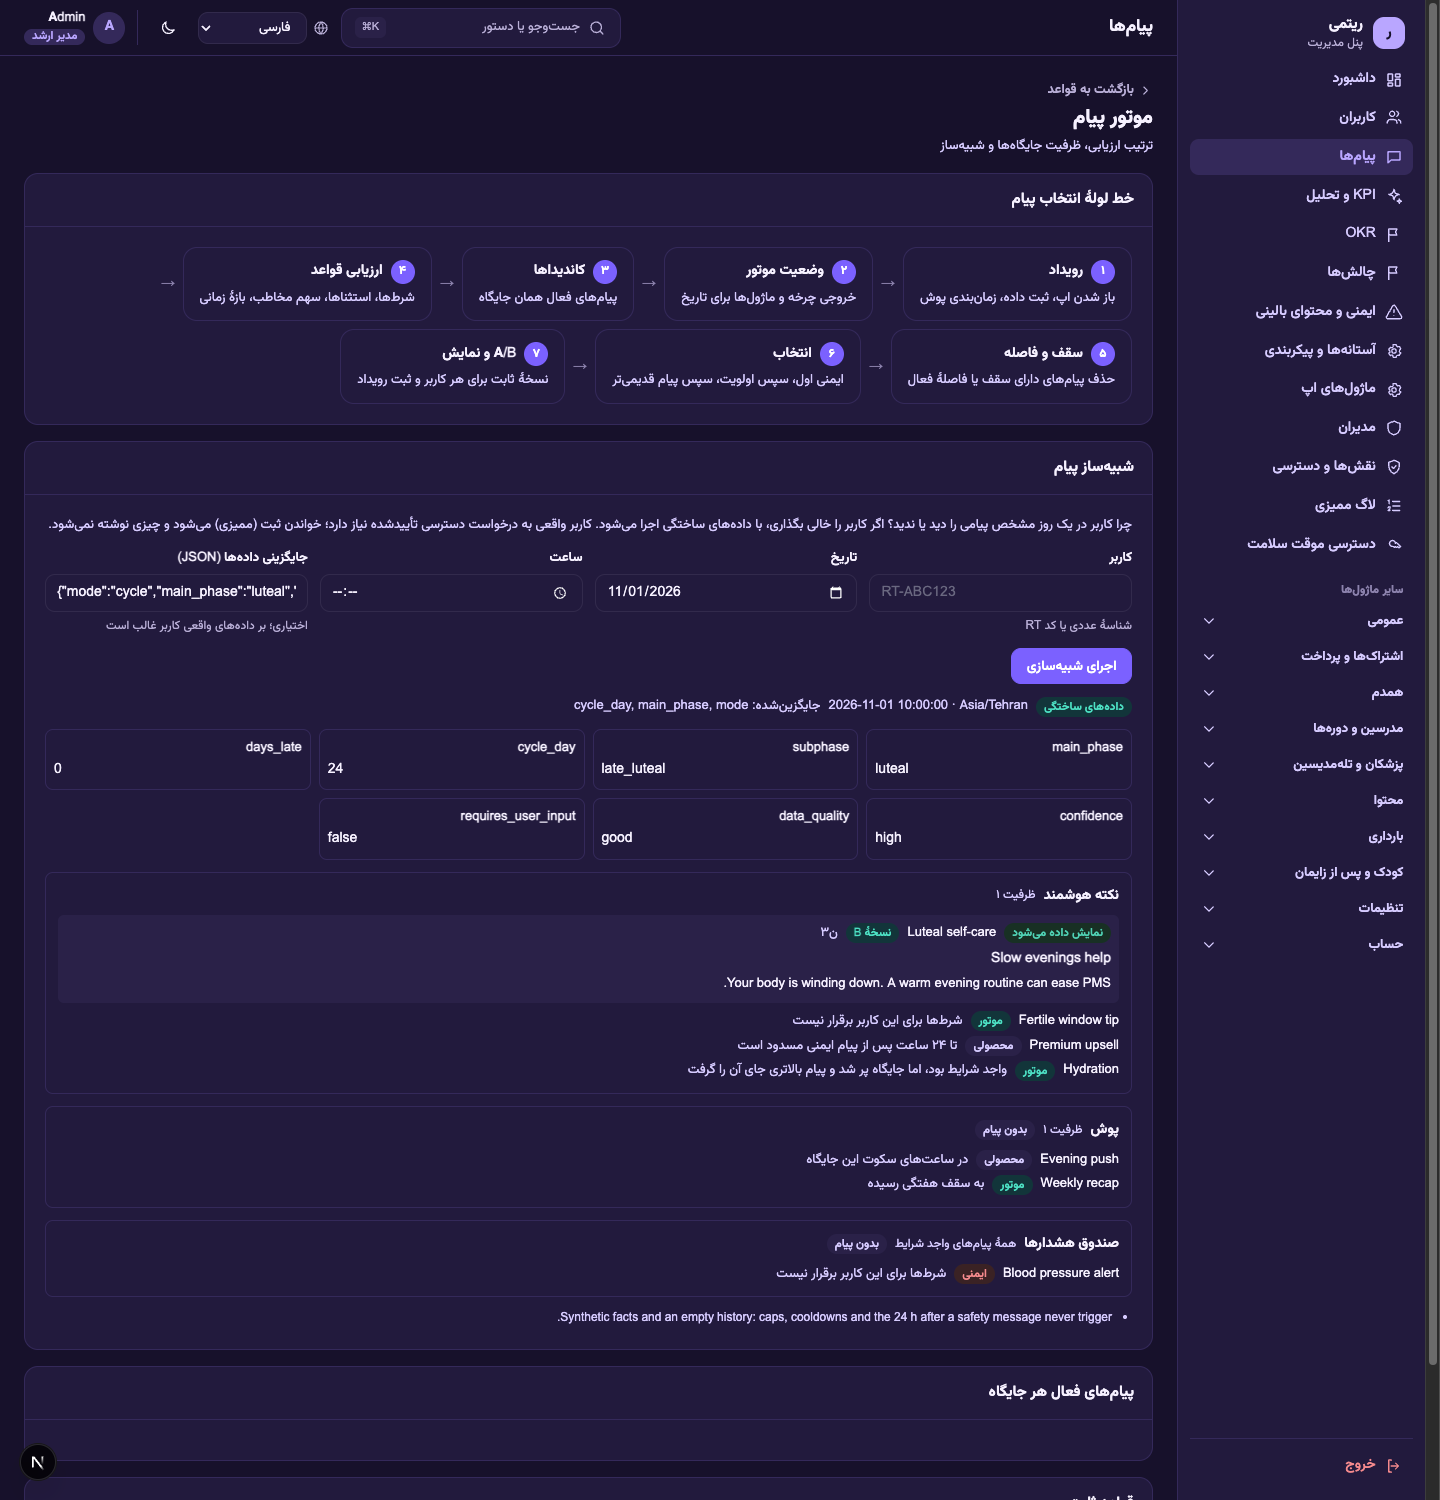 ریتمی
پنل مدیریت
داشبورد
کاربران
پیام‌ها
KPI و تحلیل
OKR
چالش‌ها
ایمنی و محتوای بالینی
آستانه‌ها و پیکربندی
ماژول‌های اپ
مدیران
نقش‌ها و دسترسی
لاگ ممیزی
دسترسی موقت سلامت
سایر ماژول‌ها
عمومی
اشتراک‌ها و پرداخت
همدم
مدرسین و دوره‌ها
پزشکان و تله‌مدیسین
محتوا
بارداری
کودک و پس از زایمان
تنظیمات
حساب
خروج
پیام‌ها
جست‌وجو یا دستور ⌘K
فارسی
A
Admin
مدیر ارشد
بازگشت به قواعد
موتور پیام
ترتیب ارزیابی، ظرفیت جایگاه‌ها و شبیه‌ساز
خط لولهٔ انتخاب پیام
۱ رویداد
باز شدن اپ، ثبت داده، زمان‌بندی پوش
←
۲ وضعیت موتور
خروجی چرخه و ماژول‌ها برای تاریخ
←
۳ کاندیداها
پیام‌های فعال همان جایگاه
←
۴ ارزیابی قواعد
شرط‌ها، استثناها، سهم مخاطب، بازهٔ زمانی
←
۵ سقف و فاصله
حذف پیام‌های دارای سقف یا فاصلهٔ فعال
←
۶ انتخاب
ایمنی اول، سپس اولویت، سپس پیام قدیمی‌تر
←
۷ A/B و نمایش
نسخهٔ ثابت برای هر کاربر و ثبت رویداد
شبیه‌ساز پیام
چرا کاربر در یک روز مشخص پیامی را دید یا ندید؟ اگر کاربر را خالی بگذاری، با داده‌های ساختگی اجرا می‌شود. کاربر واقعی به درخواست دسترسی تأییدشده نیاز دارد؛ خواندن ثبت (ممیزی) می‌شود و چیزی نوشته نمی‌شود.
کاربر
RT-ABC123
شناسهٔ عددی یا کد RT
تاریخ
11/01/2026
ساعت
--:--
جایگزینی داده‌ها (JSON)
{"mode":"cycle","main_phase":"luteal","
اختیاری؛ بر داده‌های واقعی کاربر غالب است
اجرای شبیه‌سازی
داده‌های ساختگی 2026-11-01 10:00:00 · Asia/Tehran جایگزین‌شده: cycle_day, main_phase, mode
main_phase
luteal
subphase
late_luteal
cycle_day
24
days_late
0
confidence
high
data_quality
good
requires_user_input
false
نکته هوشمند ظرفیت ۱
نمایش داده می‌شود Luteal self-care نسخهٔ B ن۳
Slow evenings help
Your body is winding down. A warm evening routine can ease PMS.
Fertile window tip موتور شرط‌ها برای این کاربر برقرار نیست
Premium upsell محصولی تا ۲۴ ساعت پس از پیام ایمنی مسدود است
Hydration موتور واجد شرایط بود، اما جایگاه پر شد و پیام بالاتری جای آن را گرفت
پوش ظرفیت ۱ بدون پیام
Evening push محصولی در ساعت‌های سکوت این جایگاه
Weekly recap موتور به سقف هفتگی رسیده
صندوق هشدارها همهٔ پیام‌های واجد شرایط بدون پیام
Blood pressure alert ایمنی شرط‌ها برای این کاربر برقرار نیست
• Synthetic facts and an empty history: caps, cooldowns and the 24 h after a safety message never trigger.
پیام‌های فعال هر جایگاه